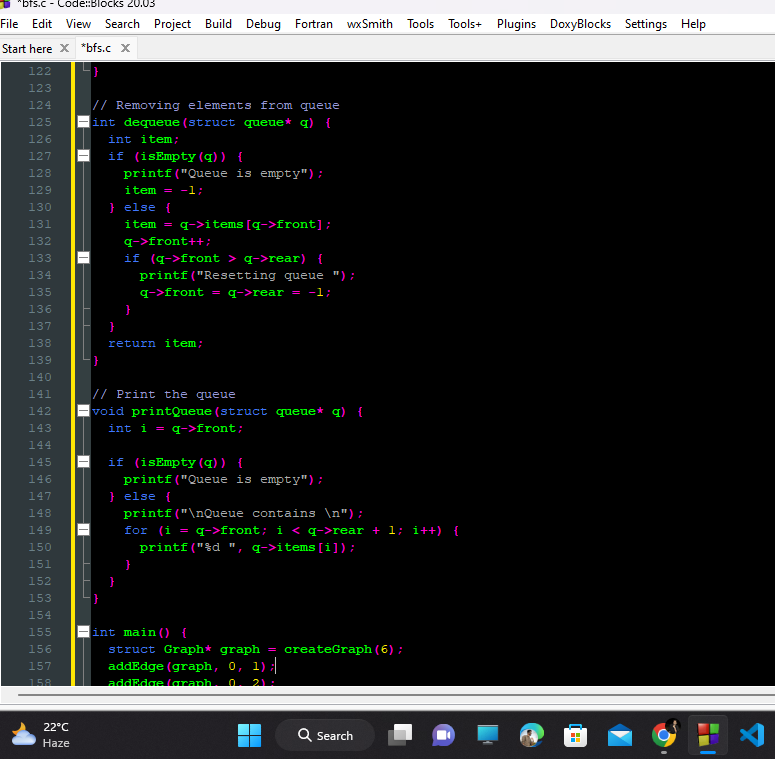 *bfs.c - Code::Blocks 20.03
File Edit View Search Project Build Debug Fortran wxSmith Tools Tools+ Plugins DoxyBlocks Settings Help
Start here X *bfs.c X
122 }
123
124 // Removing elements from queue
125 int dequeue(struct queue* q) {
126 int item;
127 if (isEmpty(q)) {
128 printf("Queue is empty");
129 item = -1;
130 } else {
131 item = q->items[q->front];
132 q->front++;
133 if (q->front > q->rear) {
134 printf("Resetting queue ");
135 q->front = q->rear = -1;
136 }
137 }
138 return item;
139 }
140
141 // Print the queue
142 void printQueue(struct queue* q) {
143 int i = q->front;
144
145 if (isEmpty(q)) {
146 printf("Queue is empty");
147 } else {
148 printf("\nQueue contains \n");
149 for (i = q->front; i < q->rear + 1; i++) {
150 printf("%d ", q->items[i]);
151 }
152 }
153 }
154
155 int main() {
156 struct Graph* graph = createGraph(6);
157 addEdge(graph, 0, 1);
158 addEdge(graph, 0, 2);
22°C
Haze
Search